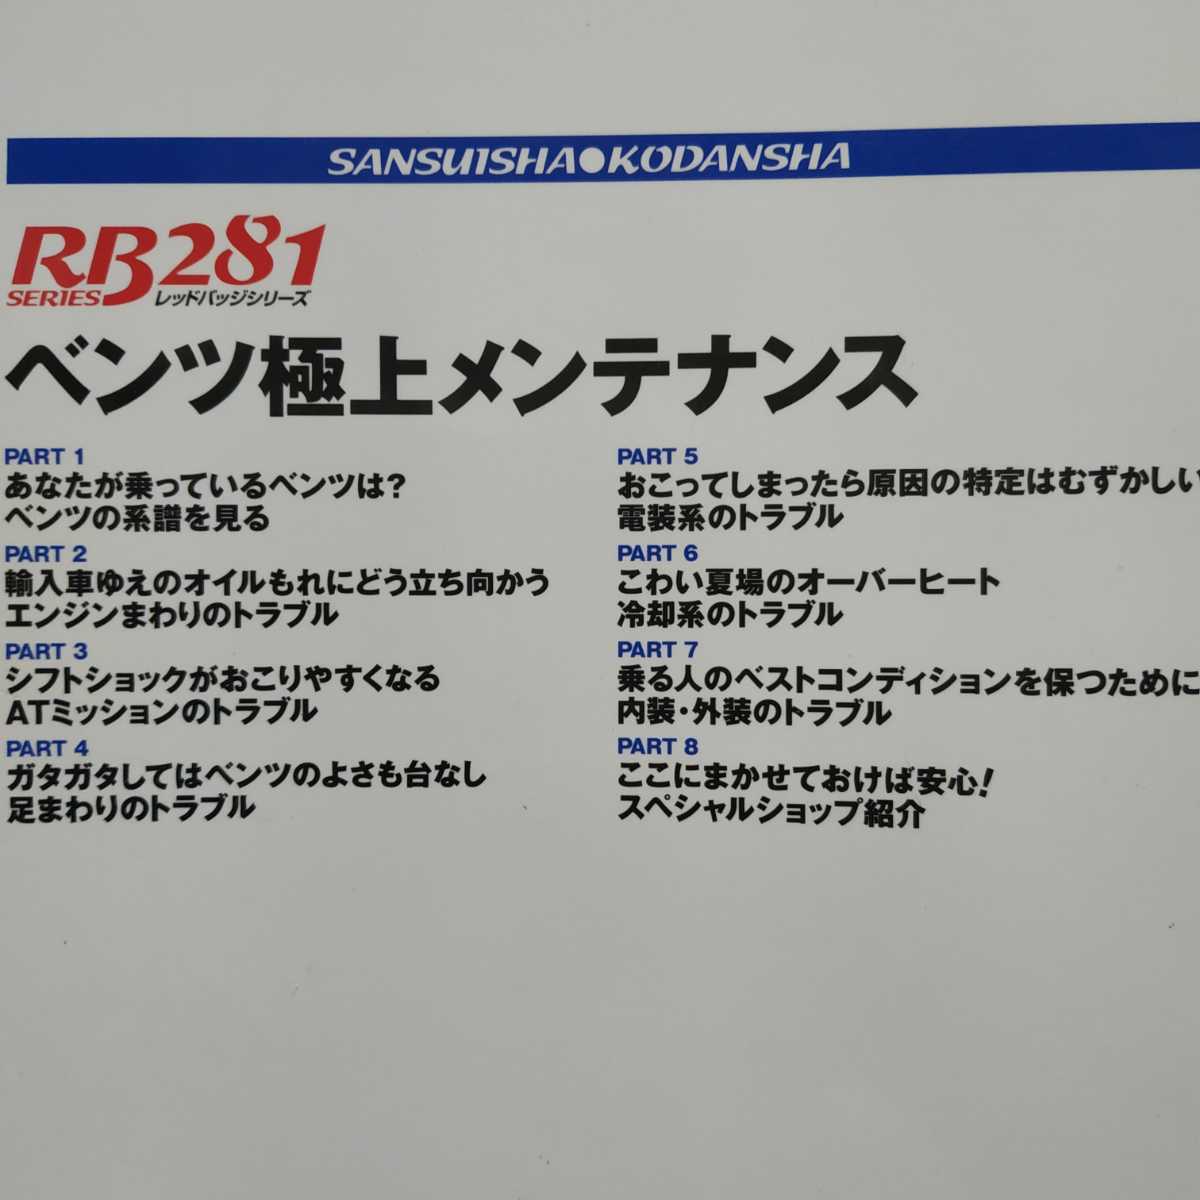 SANSUISHA●KODANSHA
RB281
SERIES レッドバッジシリーズ
ベンツ極上メンテナンス
PART 1
あなたが乗っているベンツは?
ベンツの系譜を見る
PART 2
輸入車ゆえのオイルもれにどう立ち向かう
エンジンまわりのトラブル
PART 3
シフトショックがおこりやすくなる
ATミッションのトラブル
PART 4
ガタガタしてはベンツのよさも台なし
足まわりのトラブル
PART 5
おこってしまったら原因の特定はむずかしい
電装系のトラブル
PART 6
こわい夏場のオーバーヒート
冷却系のトラブル
PART 7
乗る人のベストコンディションを保つために
内装・外装のトラブル
PART 8
ここにまかせておけば安心!
スペシャルショップ紹介